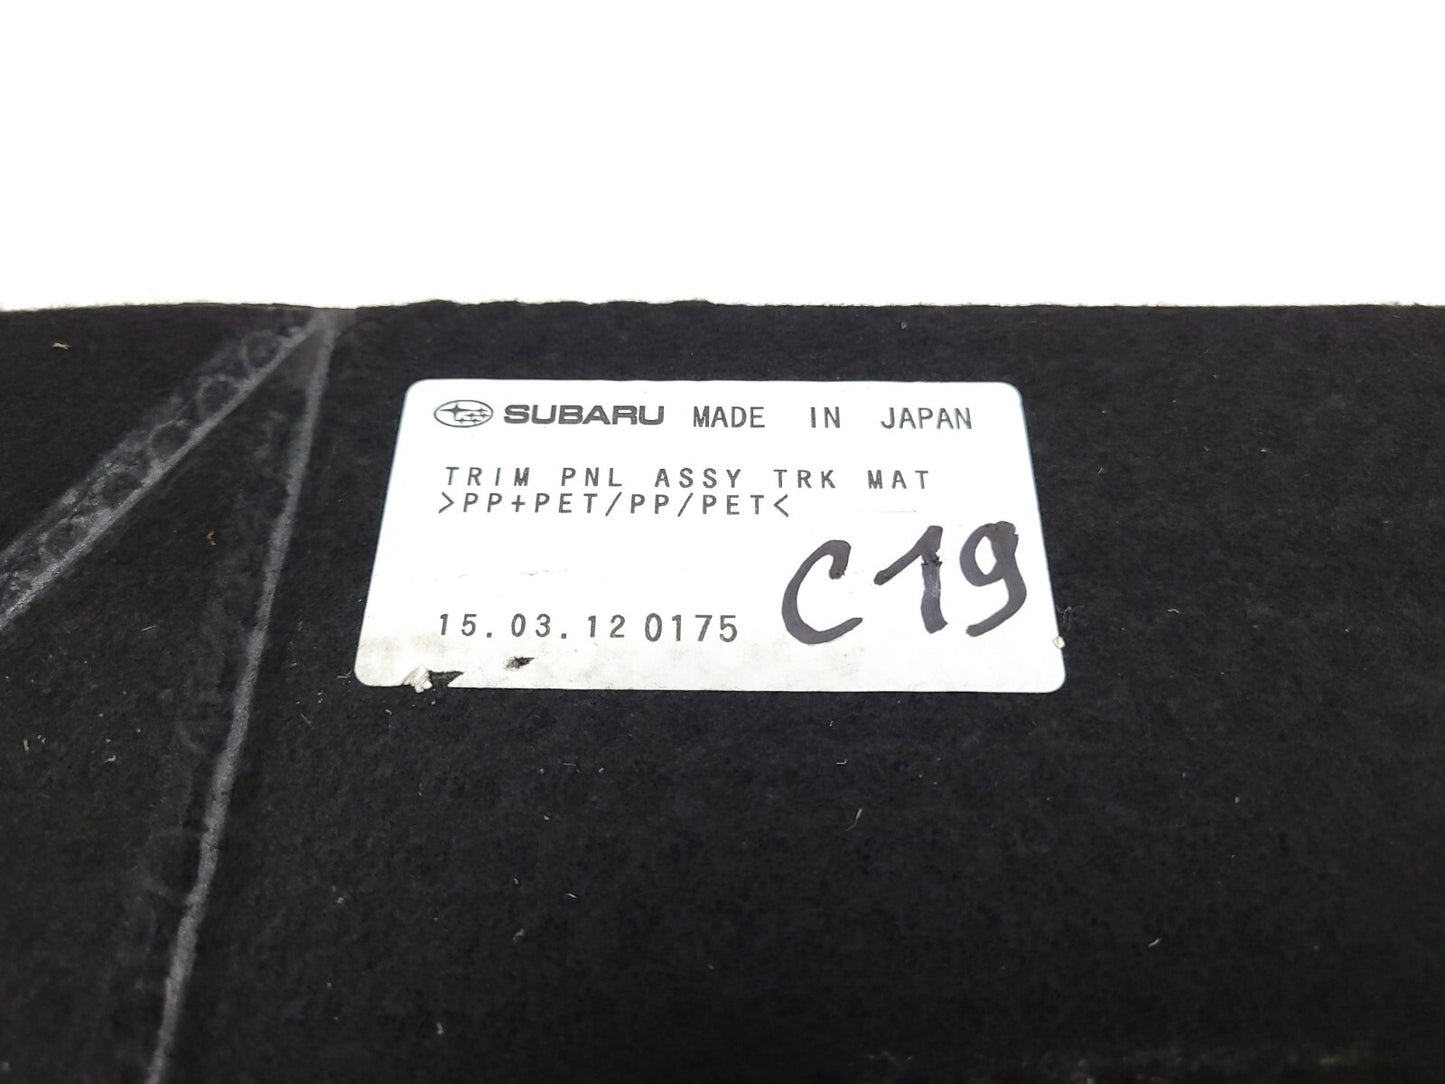 SUBARU MADE IN JAPAN
TRIM PNL ASSY TRK MAT
>PP+PET/PP/PET<
C19
15.03.12 0175